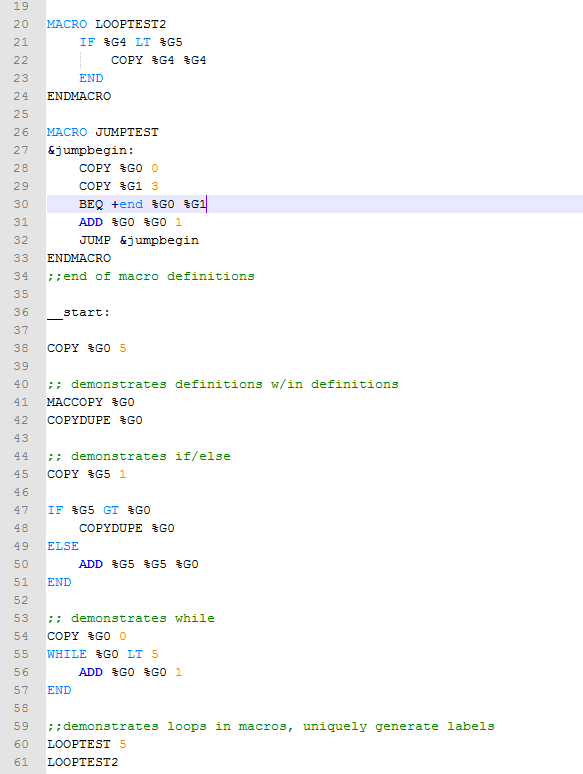 19
20 MACRO LOOPTEST2
21     IF %G4 LT %G5
22         COPY %G4 %G4
23     END
24 ENDMACRO
25
26 MACRO JUMPTEST
27 &jumpbegin:
28     COPY %G0 0
29     COPY %G1 3
30     BEQ +end %G0 %G1
31     ADD %G0 %G0 1
32     JUMP &jumpbegin
33 ENDMACRO
34 ;;end of macro definitions
35
36 __start:
37
38 COPY %G0 5
39
40 ;; demonstrates definitions w/in definitions
41 MACCOPY %G0
42 COPYDUPE %G0
43
44 ;; demonstrates if/else
45 COPY %G5 1
46
47 IF %G5 GT %G0
48     COPYDUPE %G0
49 ELSE
50     ADD %G5 %G5 %G0
51 END
52
53 ;; demonstrates while
54 COPY %G0 0
55 WHILE %G0 LT 5
56     ADD %G0 %G0 1
57 END
58
59 ;;demonstrates loops in macros, uniquely generate labels
60 LOOPTEST 5
61 LOOPTEST2